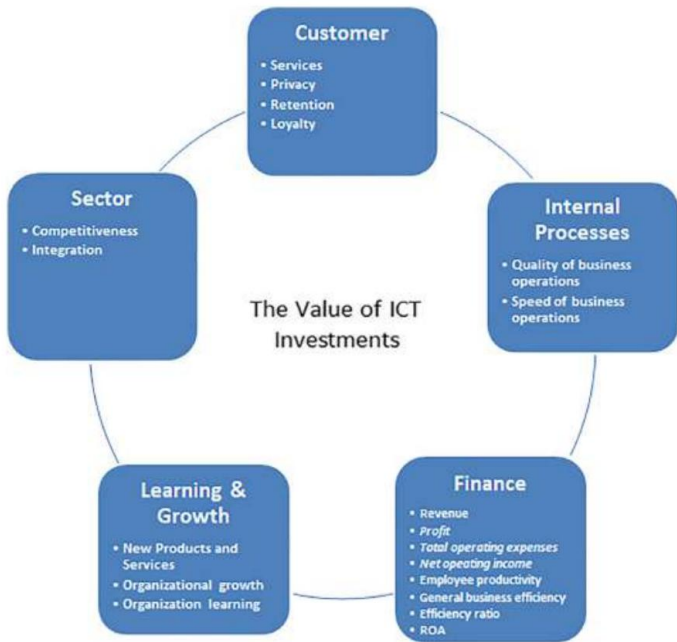 Customer
• Services
• Privacy
• Retention
• Loyalty
Sector
• Competitiveness
• Integration
Internal
Processes
• Quality of business
operations
• Speed of business
operations
The Value of ICT
Investments
Learning &
Growth
• New Products and
Services
• Organizational growth
• Organization learning
Finance
• Revenue
• Profit
• Total operating expenses
• Net opeating income
• Employee productivity
• General business efficiency
• Efficiency ratio
• ROA